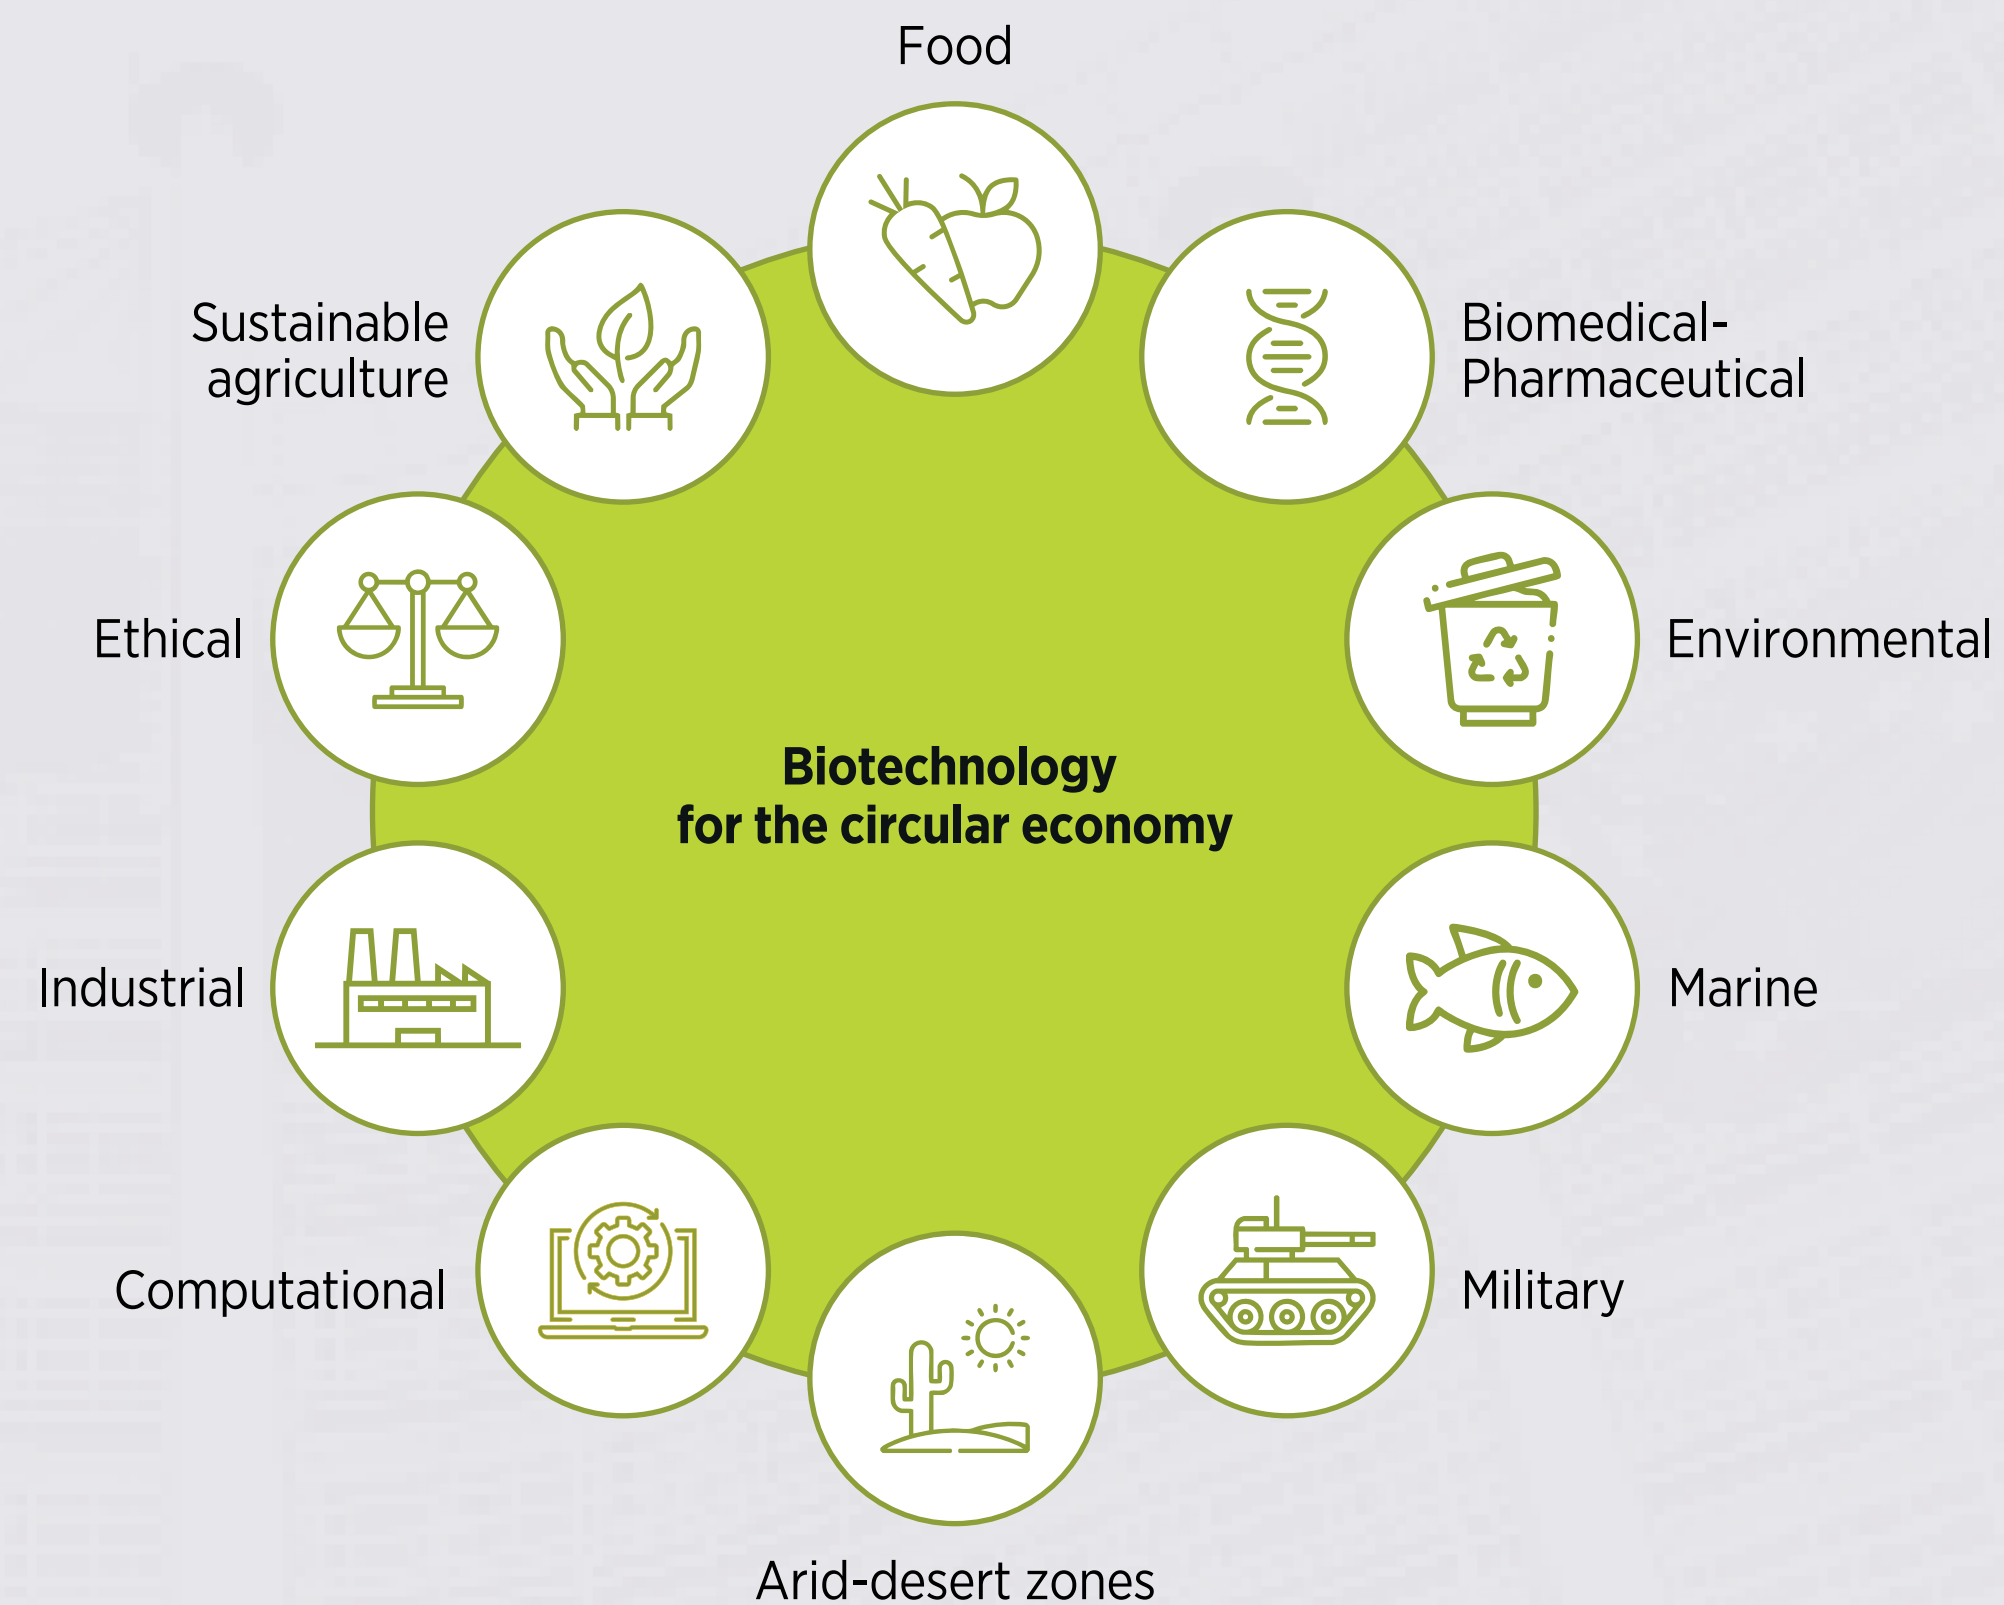 Food
Biomedical-
Pharmaceutical
Environmental
Marine
Military
Arid-desert zones
Computational
Industrial
Ethical
Sustainable
agriculture
Biotechnology
for the circular economy